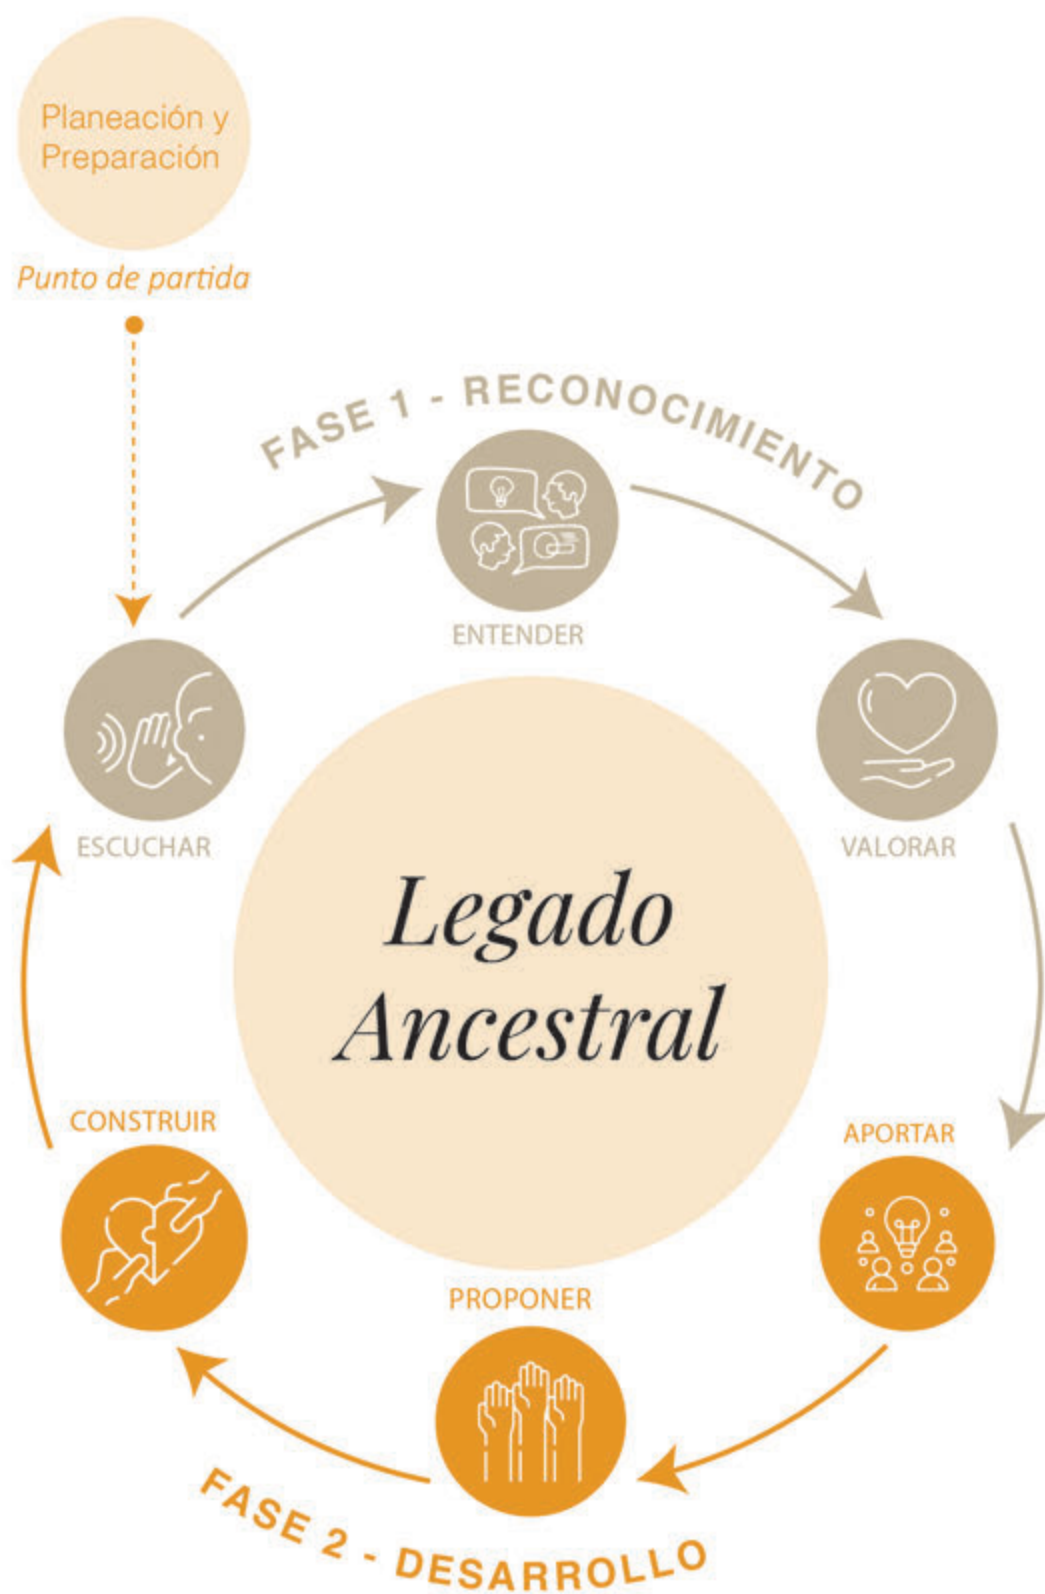 Planeación y
Preparación
Punto de partida
FASE 1 - RECONOCIMIENTO
ENTENDER
ESCUCHAR
VALORAR
Legado
Ancestral
CONSTRUIR
APORTAR
PROPONER
FASE 2 - DESARROLLO